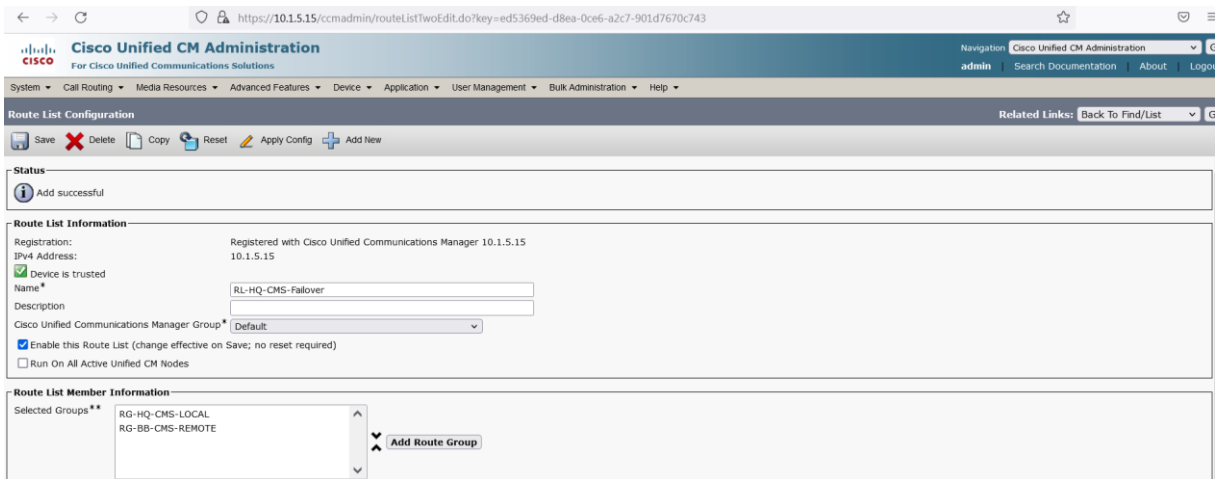 https://10.1.5.15/ccmadmin/routeListTwoEdit.do?key=ed5369ed-d8ea-0ce6-a2c7-901d7670c743
CISCO
Cisco Unified CM Administration
For Cisco Unified Communications Solutions
Navigation Cisco Unified CM Administration
admin | Search Documentation | About | Logou
System Call Routing Media Resources Advanced Features Device Application User Management Bulk Administration Help
Route List Configuration
Related Links: Back To Find/List
Save Delete Copy Reset Apply Config Add New
Status
Add successful
Route List Information
Registration: Registered with Cisco Unified Communications Manager 10.1.5.15
IPv4 Address: 10.1.5.15
Device is trusted
Name* RL-HQ-CMS-Failover
Description
Cisco Unified Communications Manager Group* Default
Enable this Route List (change effective on Save; no reset required)
Run On All Active Unified CM Nodes
Route List Member Information
Selected Groups** RG-HQ-CMS-LOCAL
RG-BB-CMS-REMOTE
Add Route Group